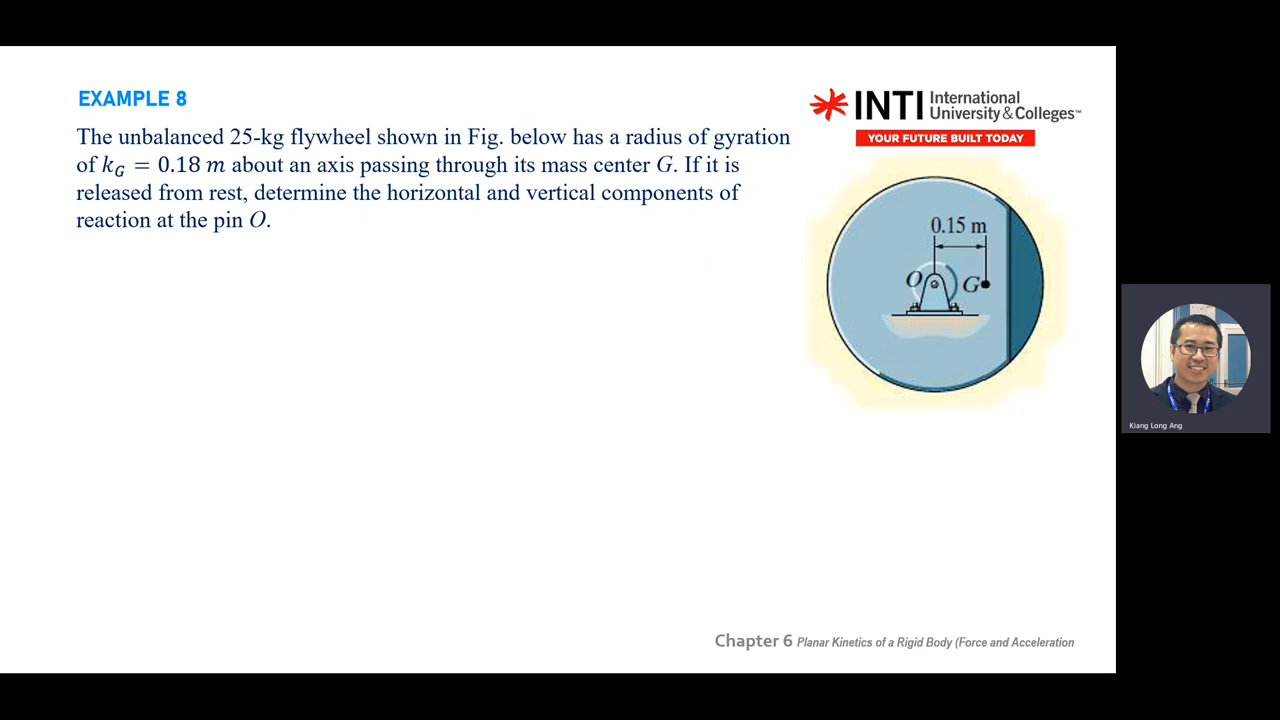 EXAMPLE 8
The unbalanced 25-kg flywheel shown in Fig. below has a radius of gyration
of k_G = 0.18 m about an axis passing through its mass center G. If it is
released from rest, determine the horizontal and vertical components of
reaction at the pin O.
INTI International
University & Colleges™
YOUR FUTURE BUILT TODAY
0.15 m
O
G
Kiang Long Ang
Chapter 6 Planar Kinetics of a Rigid Body (Force and Acceleration